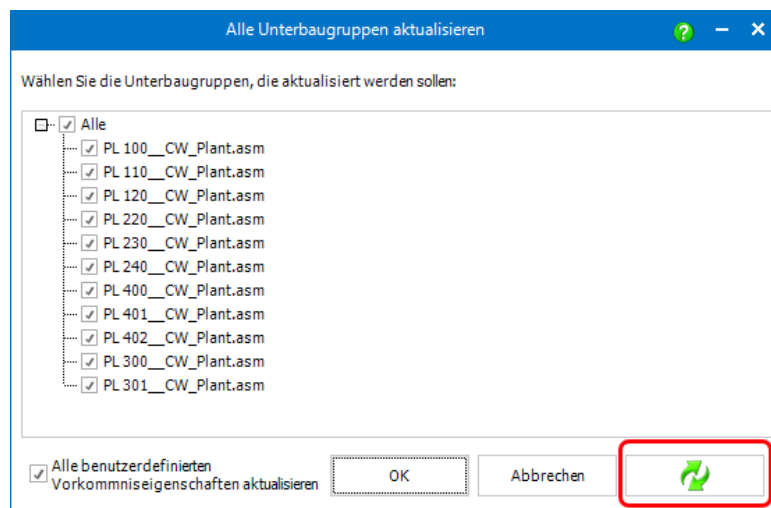 Alle Unterbaugruppen aktualisieren
Wählen Sie die Unterbaugruppen, die aktualisiert werden sollen:
Alle
PL 100__CW_Plant.asm
PL 110__CW_Plant.asm
PL 120__CW_Plant.asm
PL 220__CW_Plant.asm
PL 230__CW_Plant.asm
PL 240__CW_Plant.asm
PL 400__CW_Plant.asm
PL 401__CW_Plant.asm
PL 402__CW_Plant.asm
PL 300__CW_Plant.asm
PL 301__CW_Plant.asm
Alle benutzerdefinierten
Vorkommniseigenschaften aktualisieren
OK
Abbrechen